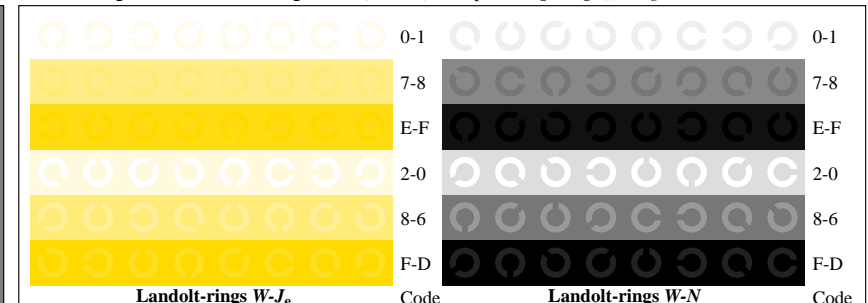 0-1 0-1
7-8 7-8
E-F E-F
2-0 2-0
8-6 8-6
F-D F-D
Landolt-rings W-Je Code Landolt-rings W-N Code